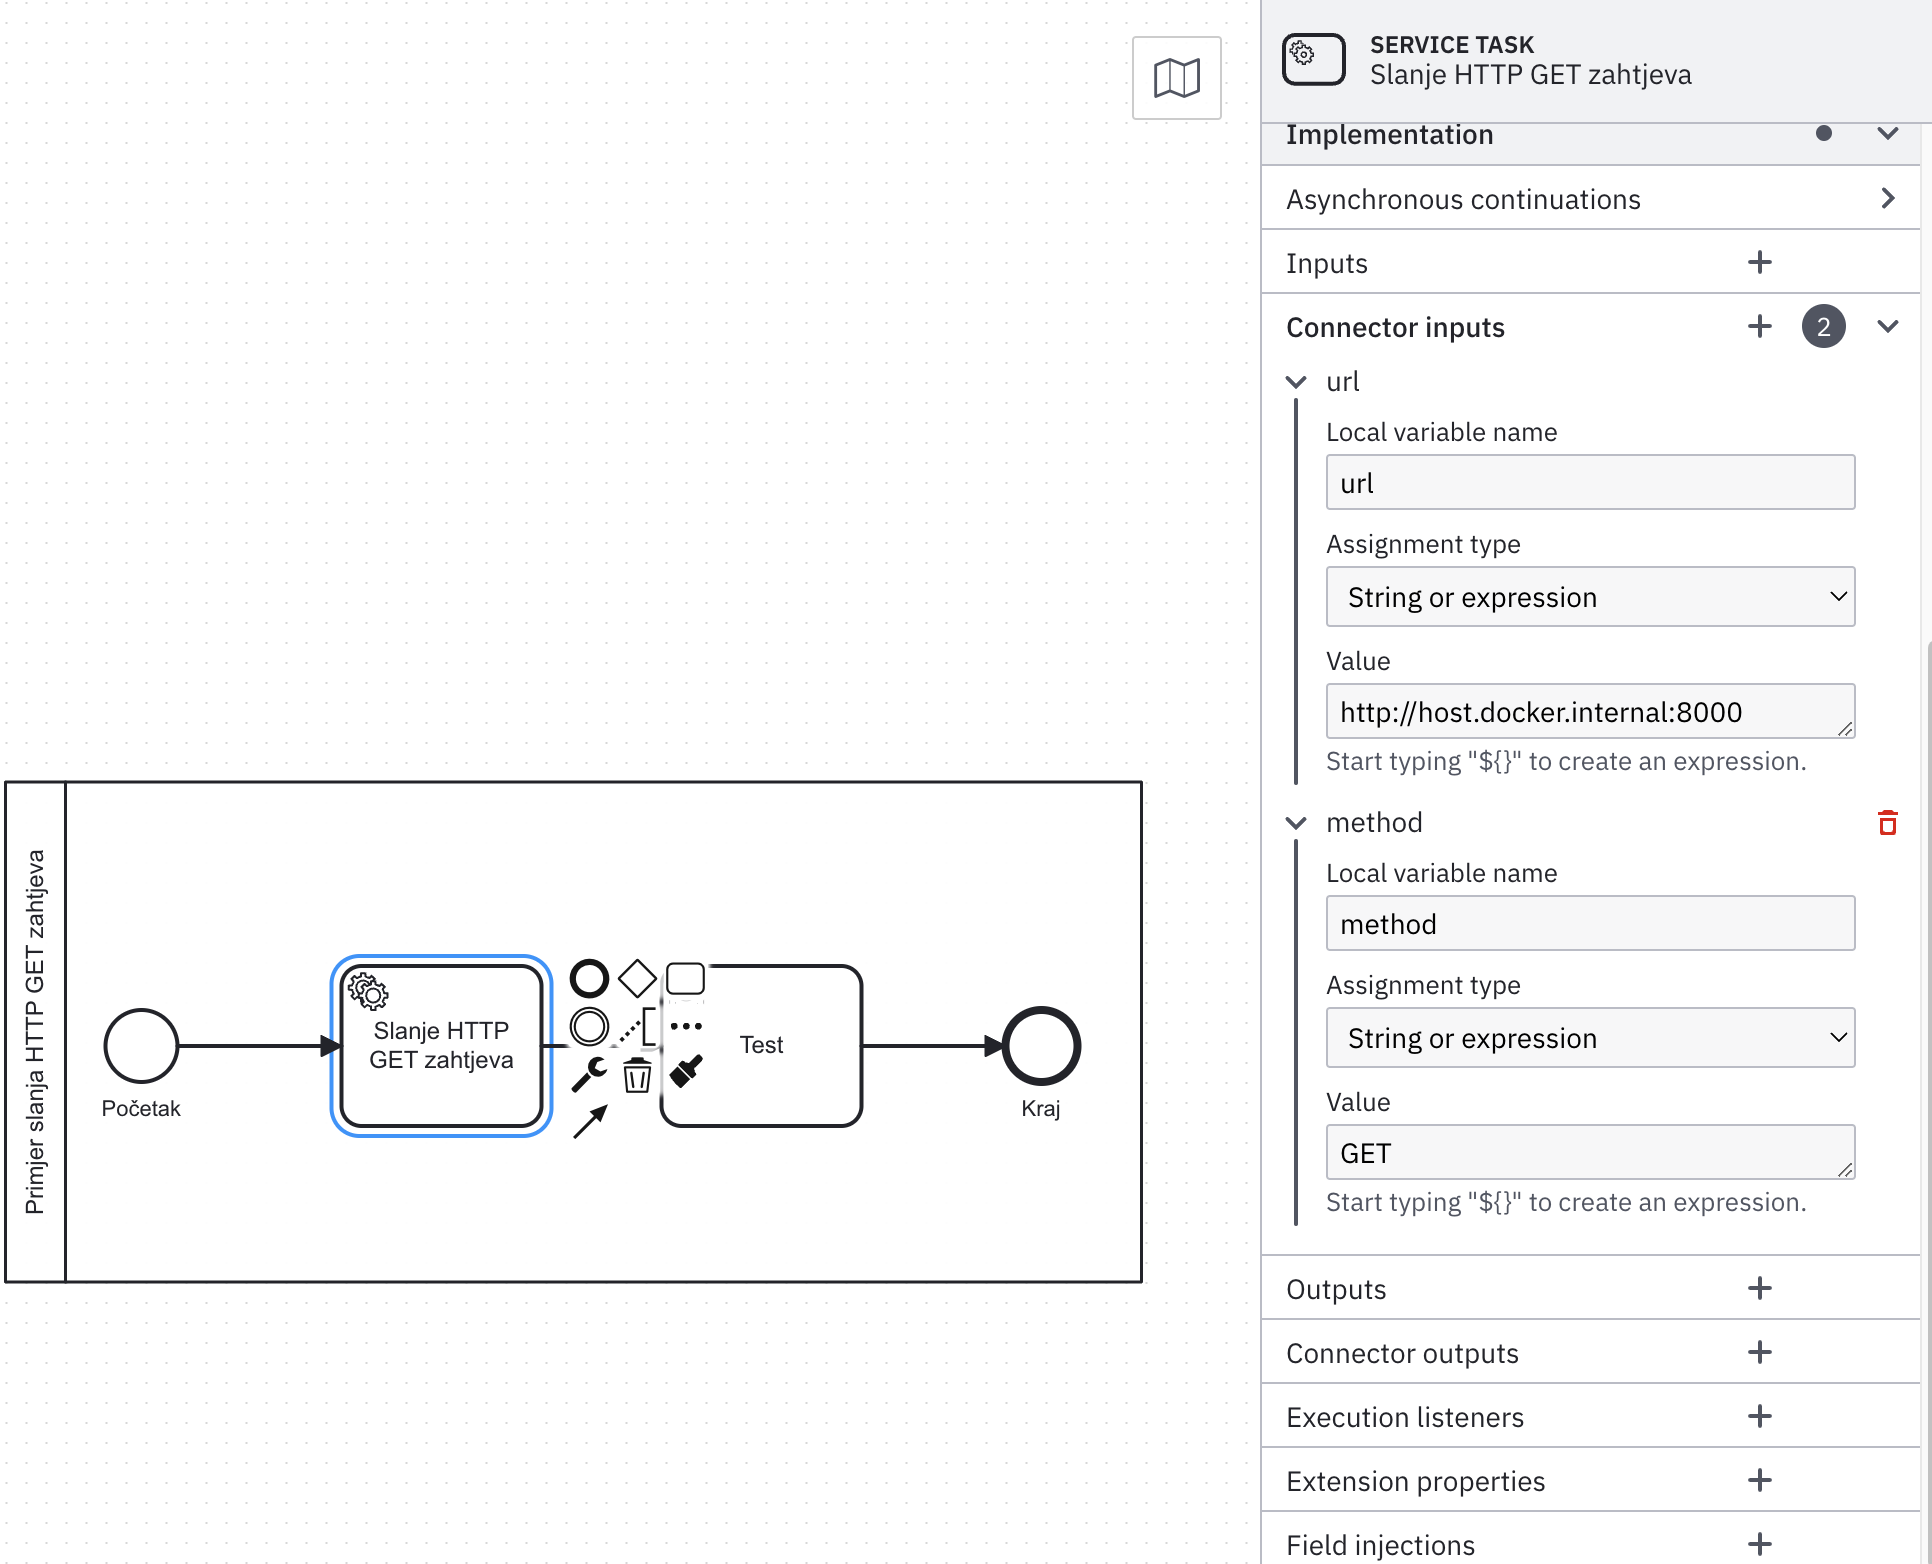 Primjer slanja HTTP GET zahtjeva
Početak
Slanje HTTP
GET zahtjeva
Test
Kraj
SERVICE TASK
Slanje HTTP GET zahtjeva
Implementation
Asynchronous continuations
Inputs
Connector inputs
2
url
Local variable name
url
Assignment type
String or expression
Value
http://host.docker.internal:8000
Start typing "${}" to create an expression.
method
Local variable name
method
Assignment type
String or expression
Value
GET
Start typing "${}" to create an expression.
Outputs
Connector outputs
Execution listeners
Extension properties
Field injections